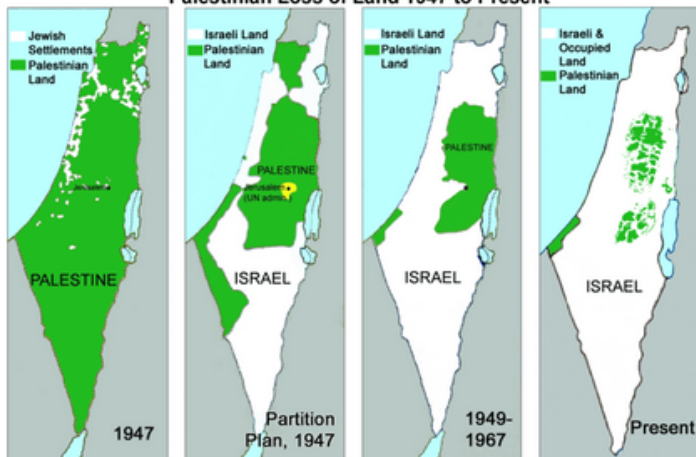 Palestinian Loss of Land 1947 to Present
Jewish
Settlements
Palestinian
Land
Jerusalem
PALESTINE
1947
Israeli Land
Palestinian
Land
PALESTINE
Jerusalem
(UN admin.)
ISRAEL
Partition
Plan, 1947
Israeli Land
Palestinian
Land
PALESTINE
ISRAEL
1949-
1967
Israeli &
Occupied
Land
Palestinian
Land
ISRAEL
Present